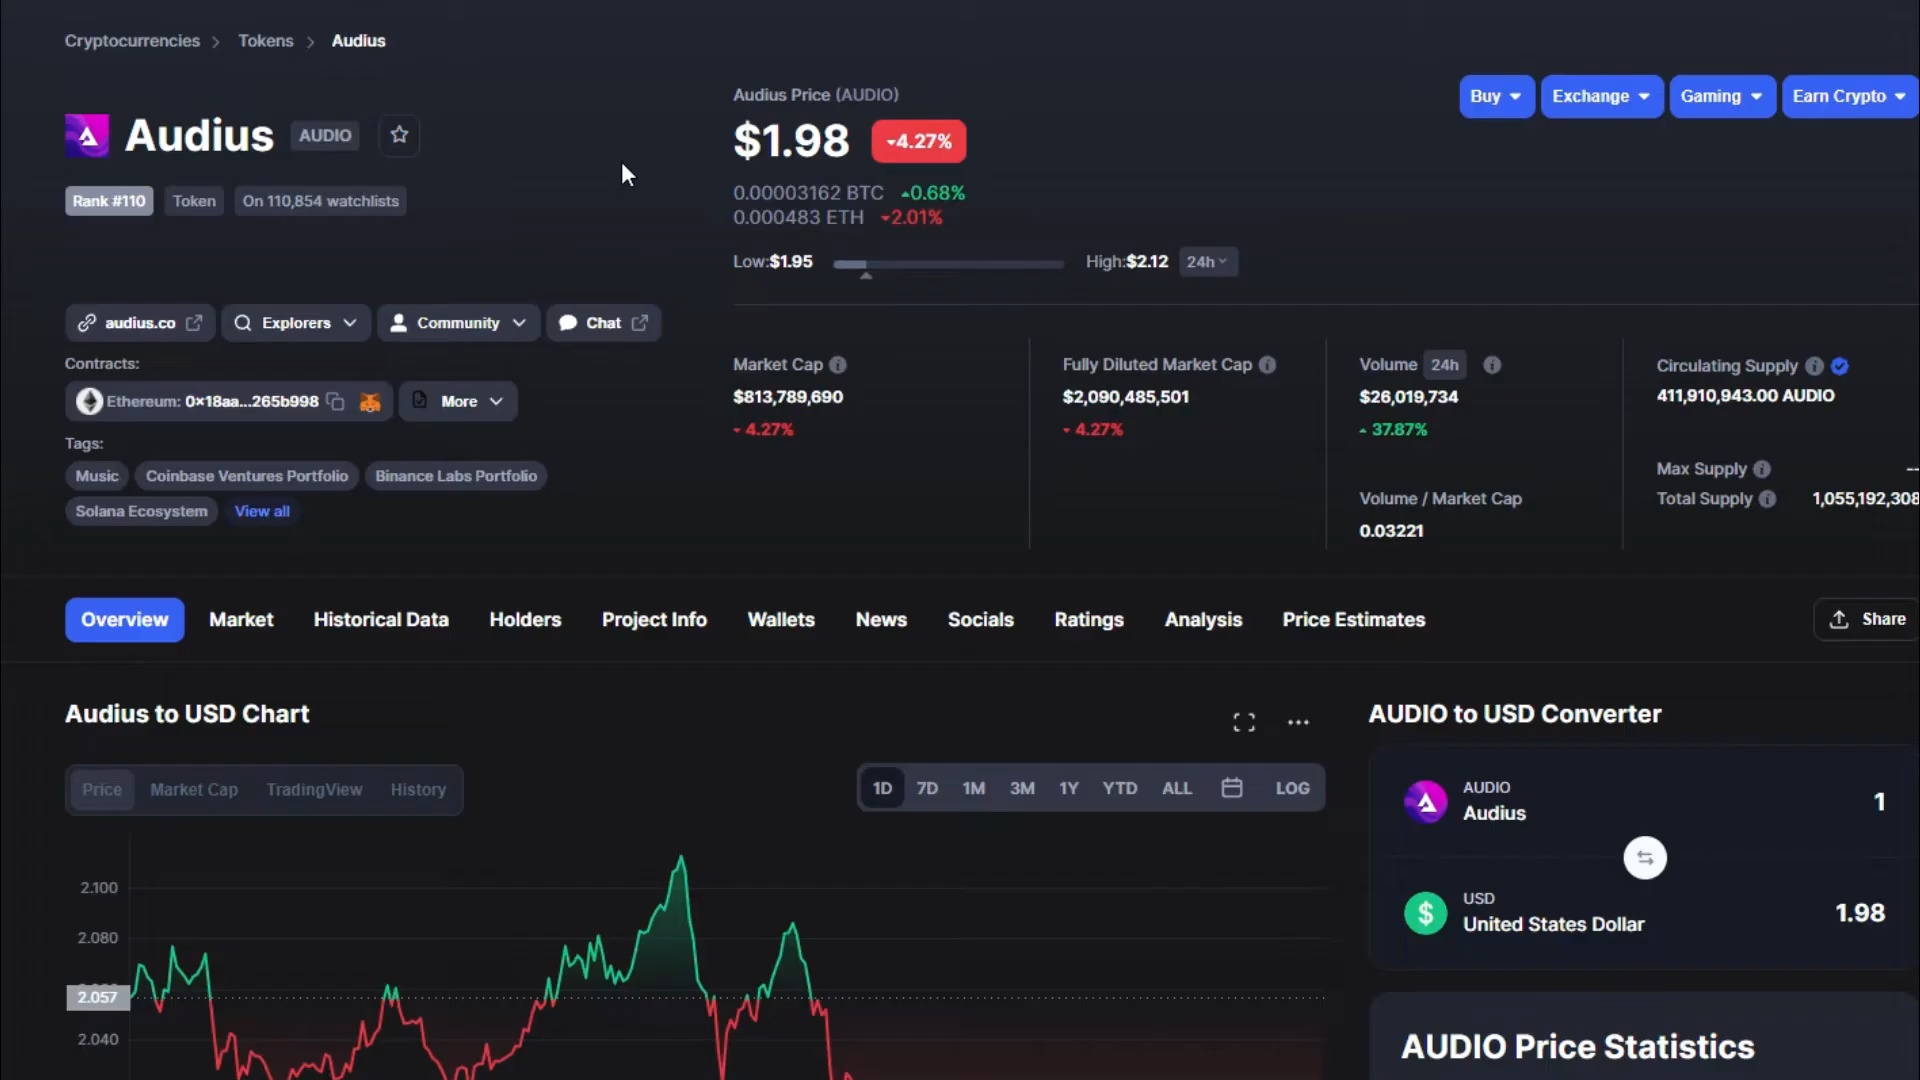 Cryptocurrencies > Tokens > Audius
Audius AUDIO
Rank #110 Token On 110,854 watchlists
audius.co Explorers Community Chat
Contracts:
Ethereum: 0x18aa...265b998 More
Tags:
Music Coinbase Ventures Portfolio Binance Labs Portfolio
Solana Ecosystem View all
Audius Price (AUDIO)
$1.98 4.27%
0.00003162 BTC 0.68%
0.000483 ETH 2.01%
Low:$1.95 High:$2.12 24h
Buy Exchange Gaming Earn Crypto
Market Cap
$813,789,690
4.27%
Fully Diluted Market Cap
$2,090,485,501
4.27%
Volume 24h
$26,019,734
37.87%
Volume / Market Cap
0.03221
Circulating Supply
411,910,943.00 AUDIO
Max Supply --
Total Supply 1,055,192,308
Overview Market Historical Data Holders Project Info Wallets News Socials Ratings Analysis Price Estimates Share
Audius to USD Chart
Price Market Cap TradingView History
1D 7D 1M 3M 1Y YTD ALL LOG
2.100
2.080
2.057
2.040
AUDIO to USD Converter
AUDIO
Audius 1
USD
United States Dollar 1.98
AUDIO Price Statistics